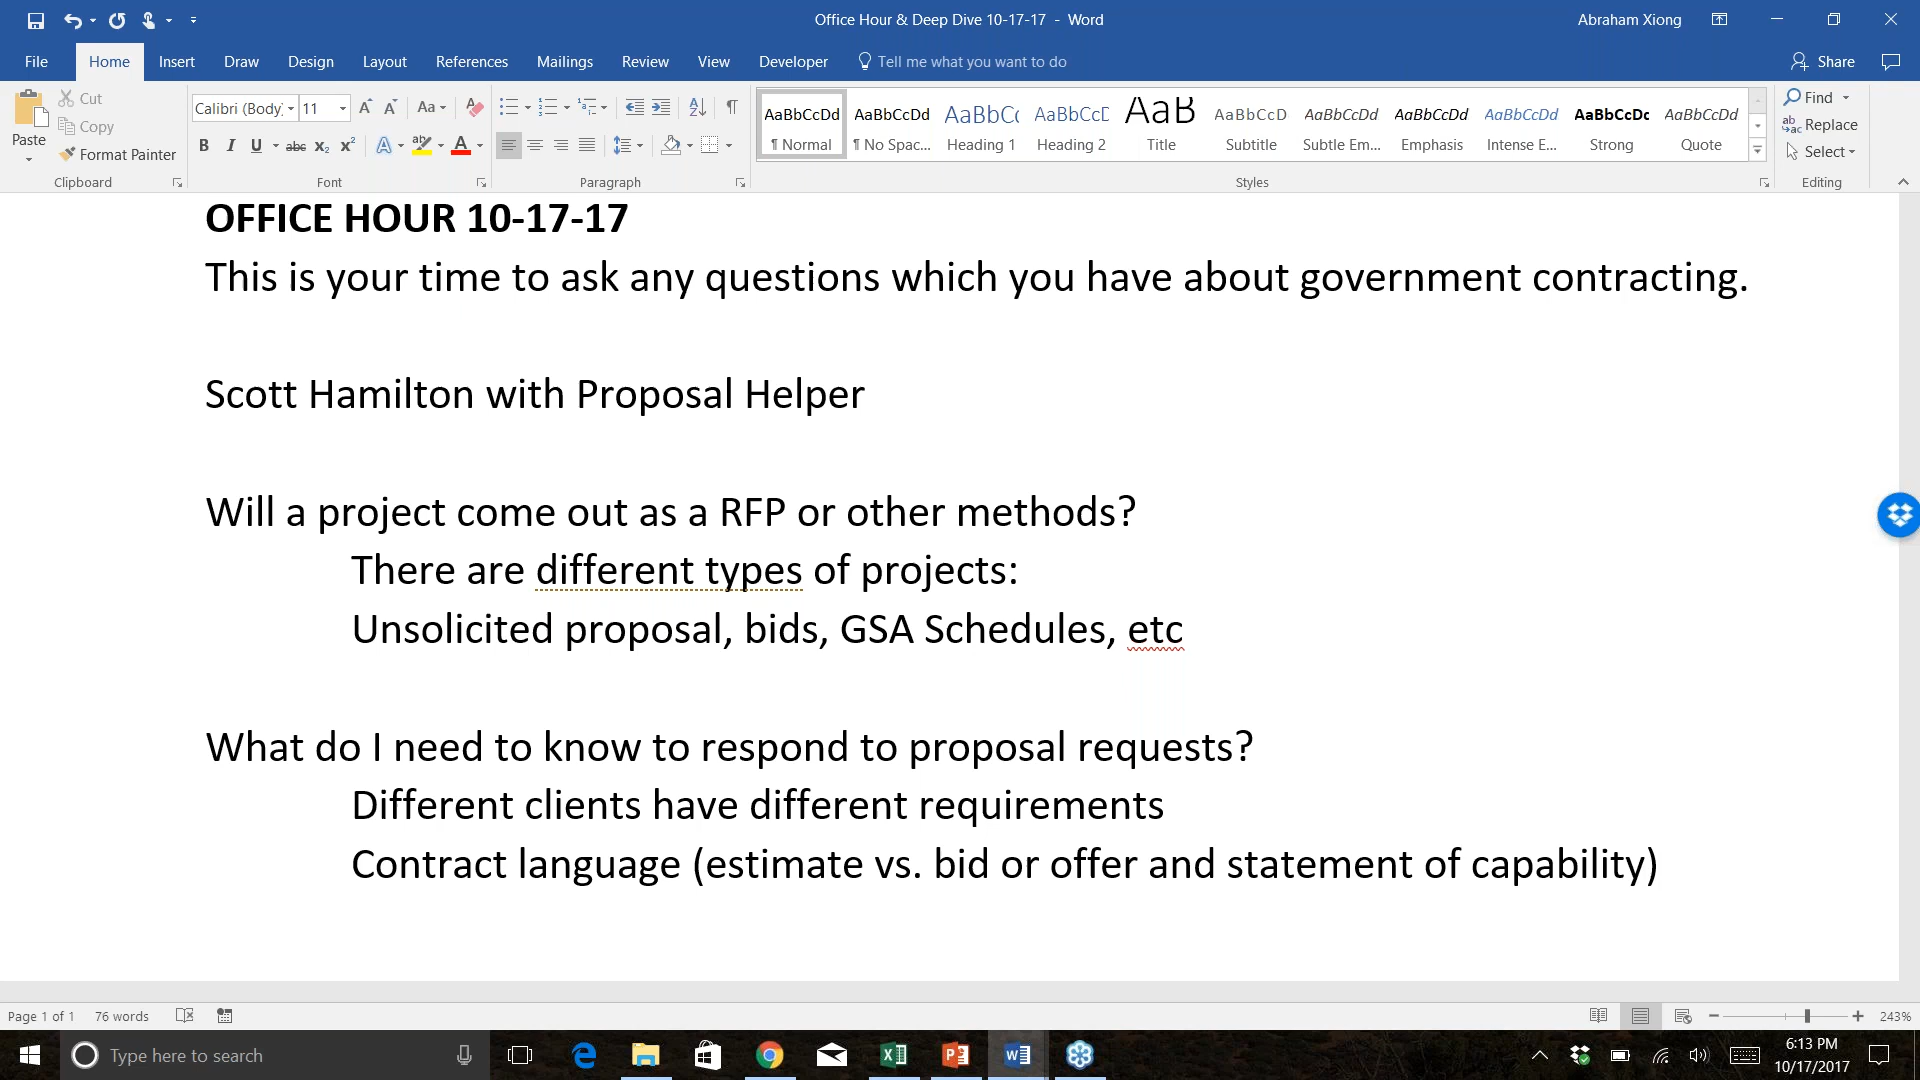 Office Hour & Deep Dive 10-17-17 - Word
Abraham Xiong
File Home Insert Draw Design Layout References Mailings Review View Developer Tell me what you want to do
Share
Paste
Cut
Copy
Format Painter
Clipboard
Calibri (Body) 11
Aa
B I U abc x₂ x²
A
Font
Paragraph
AaBbCcDd AaBbCcDd AaBbCc AaBbCcD AaB AaBbCcD AaBbCcDd AaBbCcDd AaBbCcDd AaBbCcDc AaBbCcDd
¶ Normal ¶ No Spac... Heading 1 Heading 2 Title Subtitle Subtle Em... Emphasis Intense E... Strong Quote
Styles
Find
Replace
Select
Editing
OFFICE HOUR 10-17-17
This is your time to ask any questions which you have about government contracting.
Scott Hamilton with Proposal Helper
Will a project come out as a RFP or other methods?
There are different types of projects:
Unsolicited proposal, bids, GSA Schedules, etc
What do I need to know to respond to proposal requests?
Different clients have different requirements
Contract language (estimate vs. bid or offer and statement of capability)
Page 1 of 1 76 words
243%
Type here to search
6:13 PM
10/17/2017